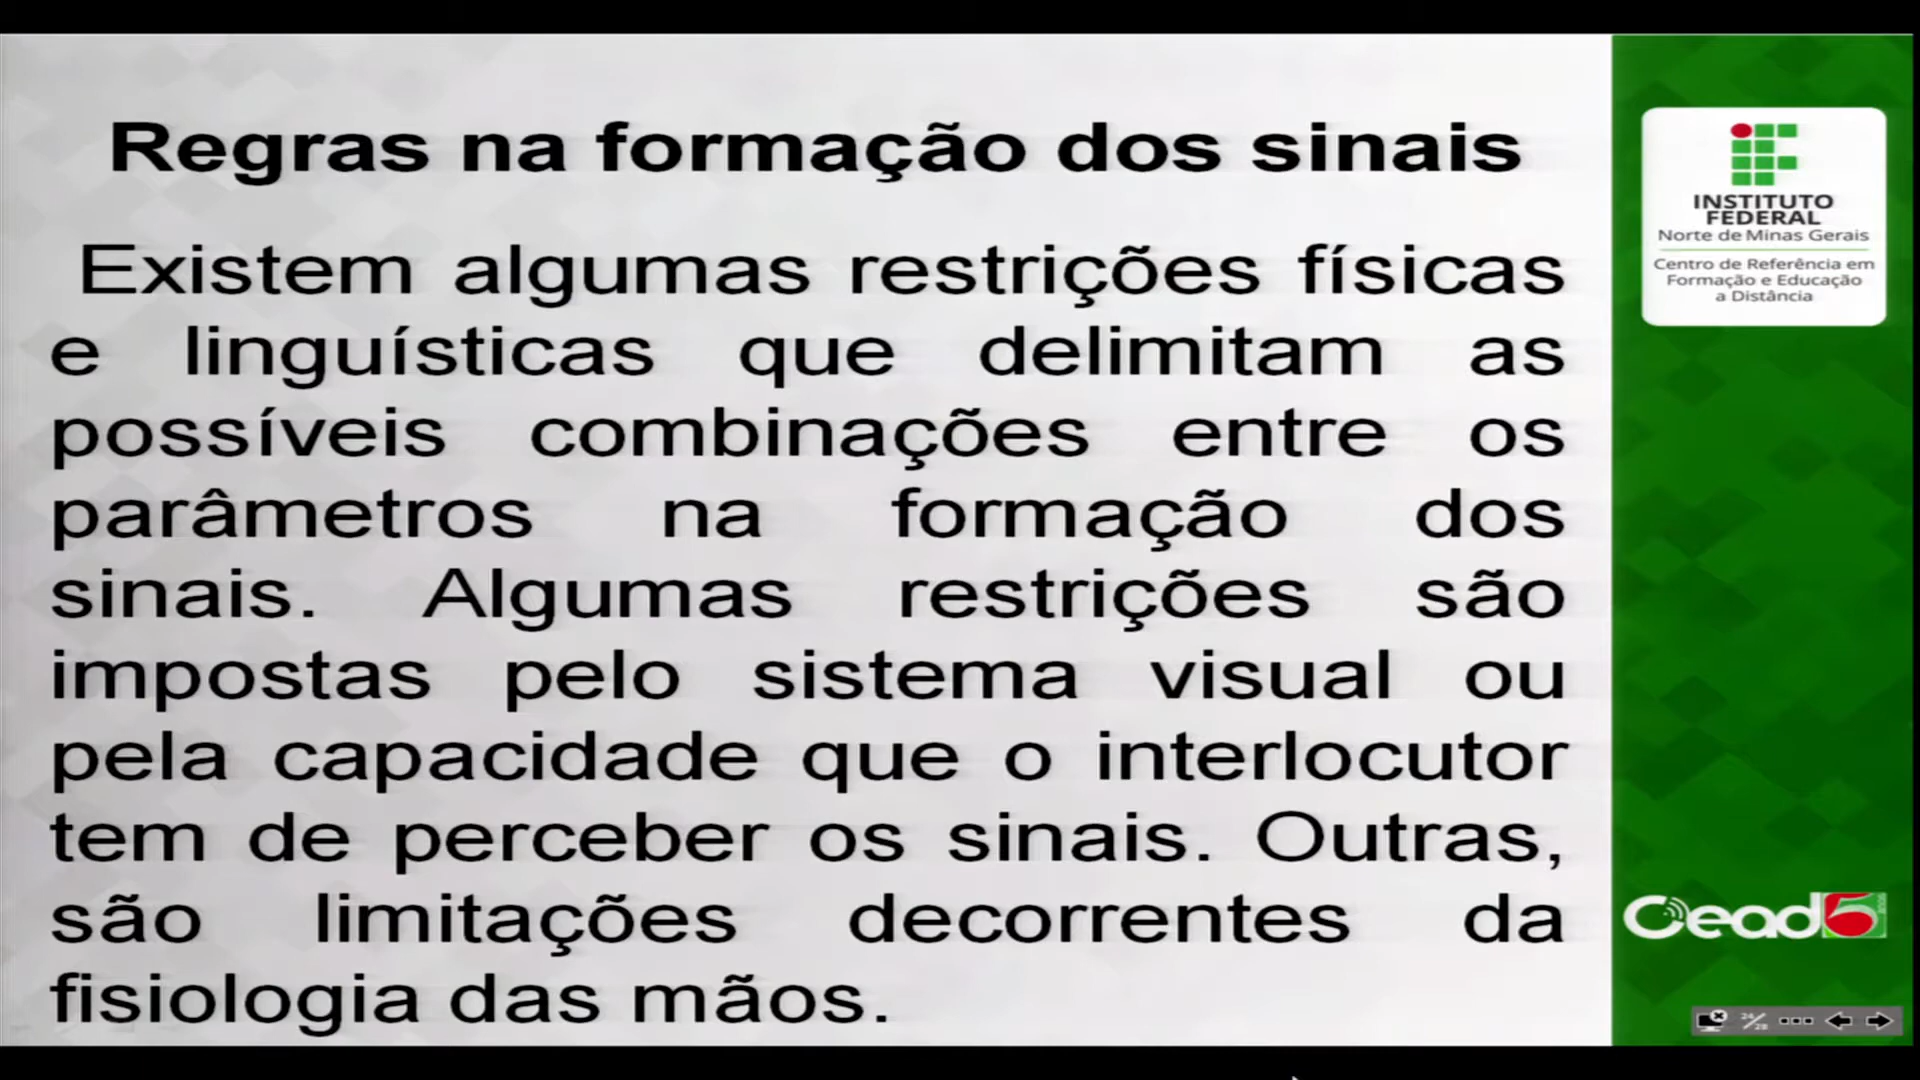 Regras na formação dos sinais
Existem algumas restrições físicas
e linguísticas que delimitam as
possíveis combinações entre os
parâmetros na formação dos
sinais. Algumas restrições são
impostas pelo sistema visual ou
pela capacidade que o interlocutor
tem de perceber os sinais. Outras,
são limitações decorrentes da
fisiologia das mãos.
INSTITUTO
FEDERAL
Norte de Minas Gerais
Centro de Referência em
Formação e Educação
a Distância
Cead5